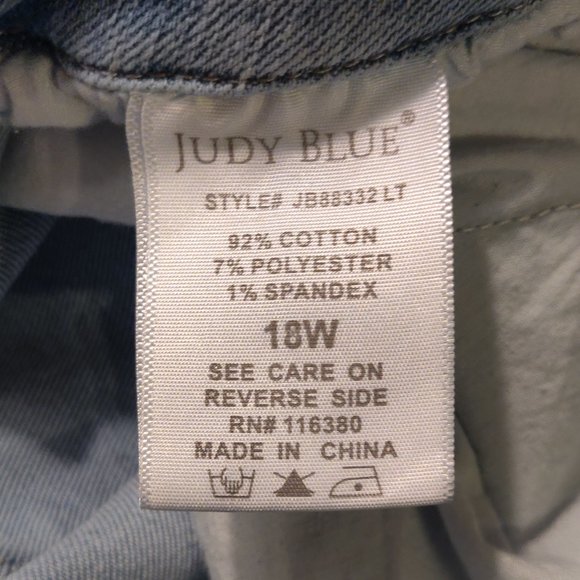 JUDY BLUE®
STYLE# JB88332 LT
92% COTTON
7% POLYESTER
1% SPANDEX
18W
SEE CARE ON
REVERSE SIDE
RN# 116380
MADE IN CHINA